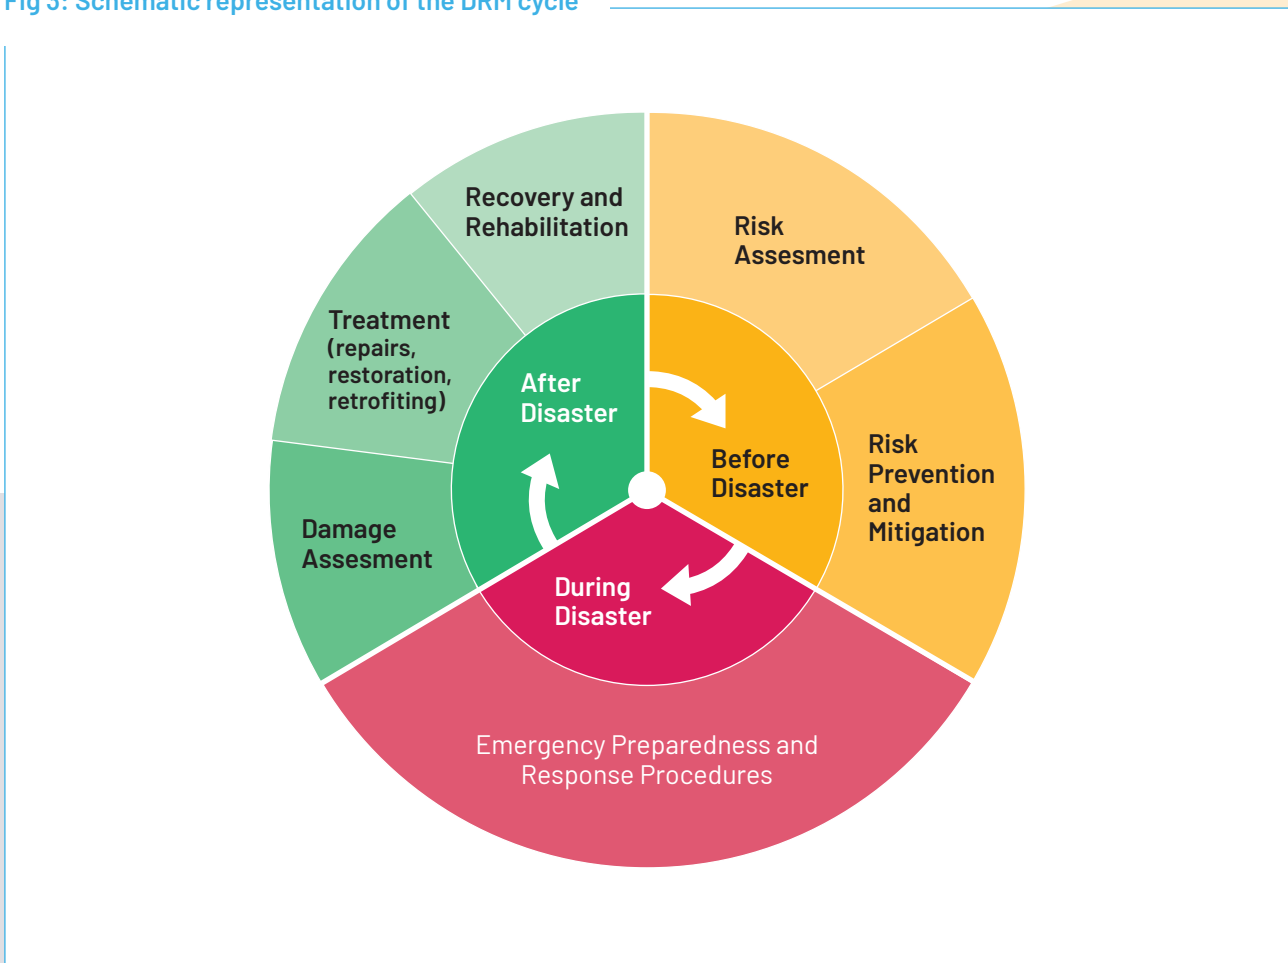 Fig 3: Schematic representation of the DRM cycle
Recovery and
Rehabilitation
Risk
Assesment
Treatment
(repairs,
restoration,
retrofiting)
After
Disaster
Before
Disaster
Risk
Prevention
and
Mitigation
Damage
Assesment
During
Disaster
Emergency Preparedness and
Response Procedures